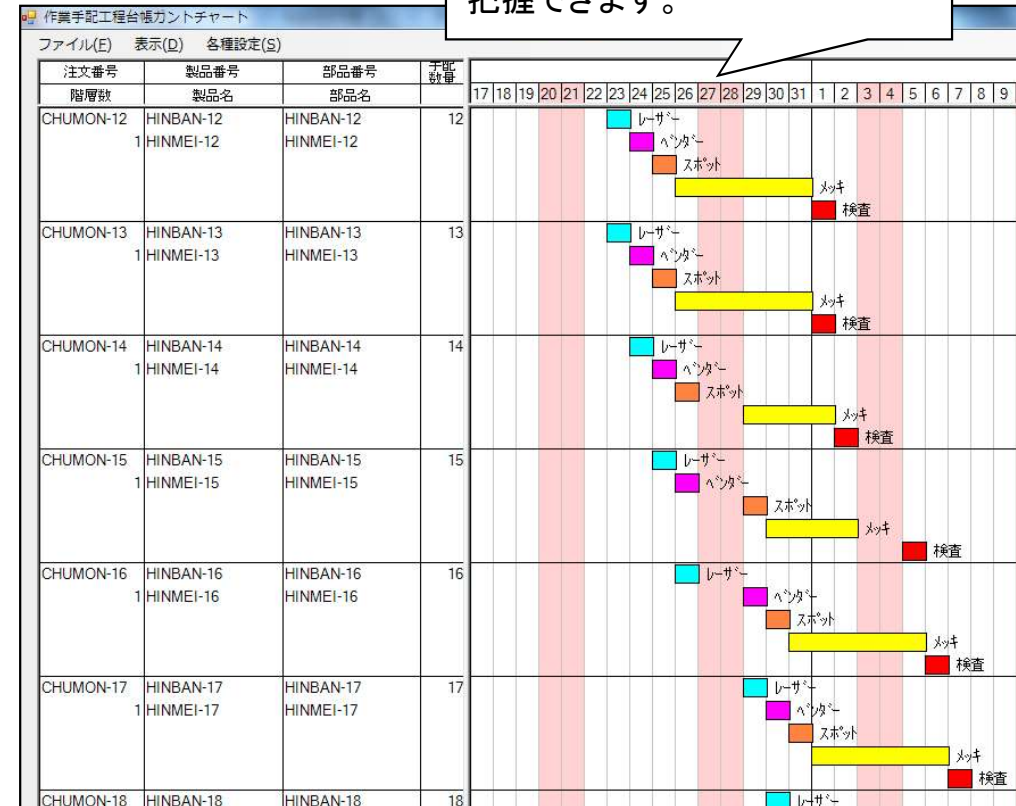 把握できます。
作業手配工程台帳ガントチャート
ファイル(F) 表示(D) 各種設定(S)
注文番号 製品番号 部品番号 手配数量
階層数 製品名 部品名
17 18 19 20 21 22 23 24 25 26 27 28 29 30 31 1 2 3 4 5 6 7 8 9
CHUMON-12 HINBAN-12 HINBAN-12 12 レーザー
1 HINMEI-12 HINMEI-12 ベンダー
スポット
メッキ
検査
CHUMON-13 HINBAN-13 HINBAN-13 13 レーザー
1 HINMEI-13 HINMEI-13 ベンダー
スポット
メッキ
検査
CHUMON-14 HINBAN-14 HINBAN-14 14 レーザー
1 HINMEI-14 HINMEI-14 ベンダー
スポット
メッキ
検査
CHUMON-15 HINBAN-15 HINBAN-15 15 レーザー
1 HINMEI-15 HINMEI-15 ベンダー
スポット
メッキ
検査
CHUMON-16 HINBAN-16 HINBAN-16 16 レーザー
1 HINMEI-16 HINMEI-16 ベンダー
スポット
メッキ
検査
CHUMON-17 HINBAN-17 HINBAN-17 17 レーザー
1 HINMEI-17 HINMEI-17 ベンダー
スポット
メッキ
検査
CHUMON-18 HINBAN-18 HINBAN-18 18 レーザー